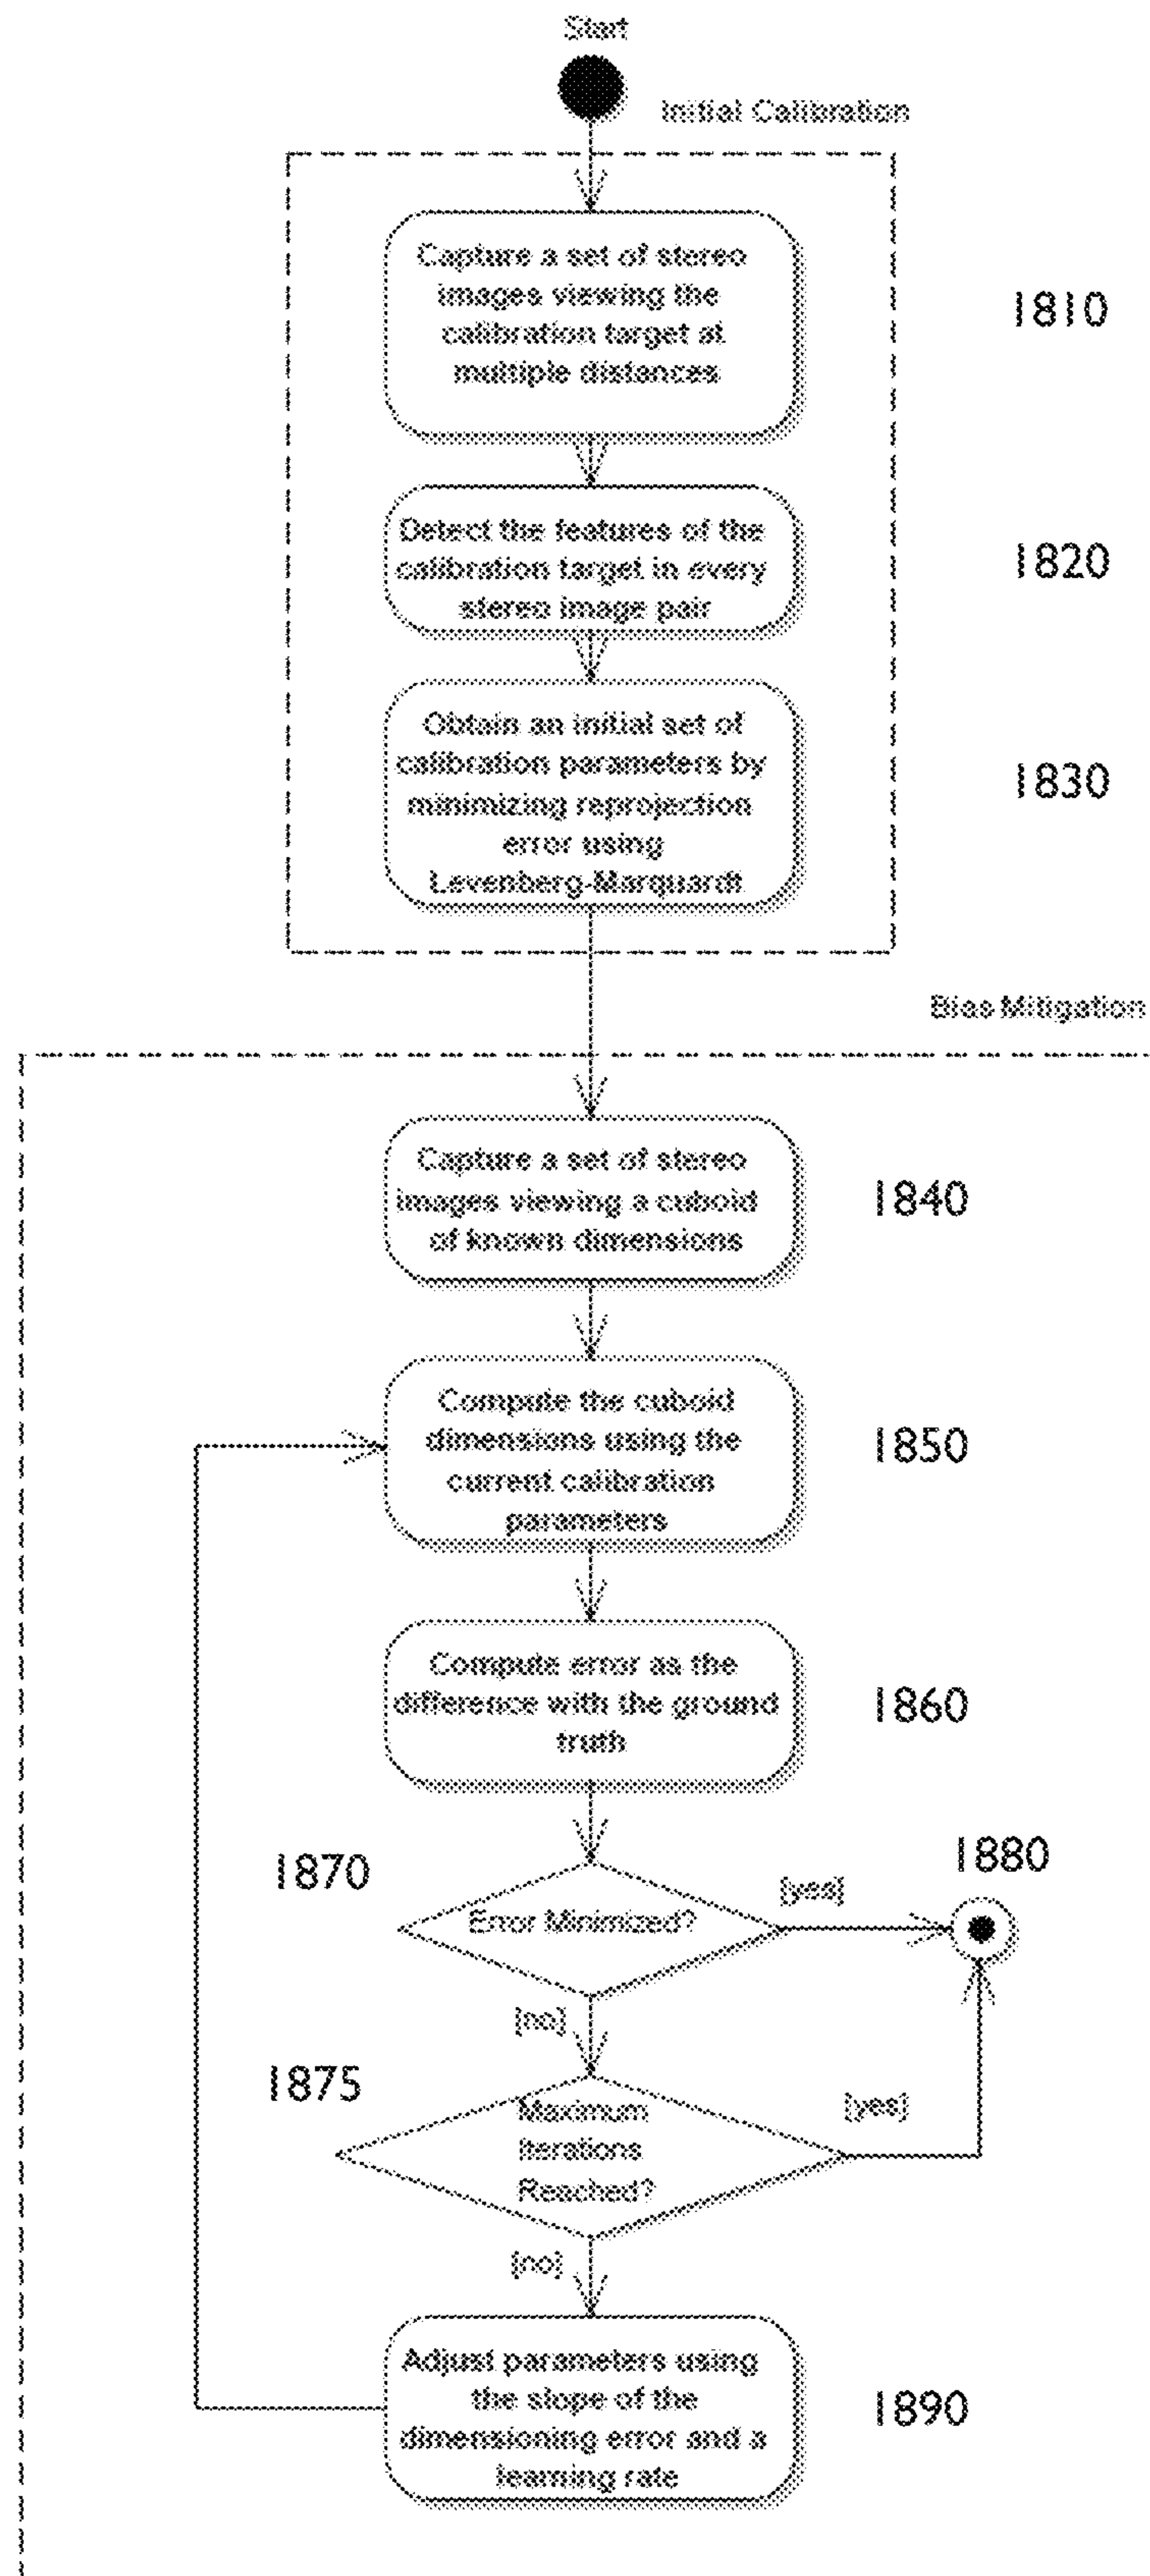 Start
Initial Calibration
Capture a set of stereo
images viewing the
calibration target at
multiple distances
1810
Detect the features of the
calibration target in every
stereo image pair
1820
Obtain an initial set of
calibration parameters by
minimizing reprojection
error using
Levenberg-Marquardt
1830
Bias Mitigation
Capture a set of stereo
images viewing a cuboid
of known dimensions
1840
Compute the cuboid
dimensions using the
current calibration
parameters
1850
Compute error as the
difference with the ground
truth
1860
1870
Error Minimized?
[yes]
1880
[no]
1875
Maximum
Iterations
Reached?
[yes]
[no]
Adjust parameters using
the slope of the
dimensioning error and a
learning rate
1890